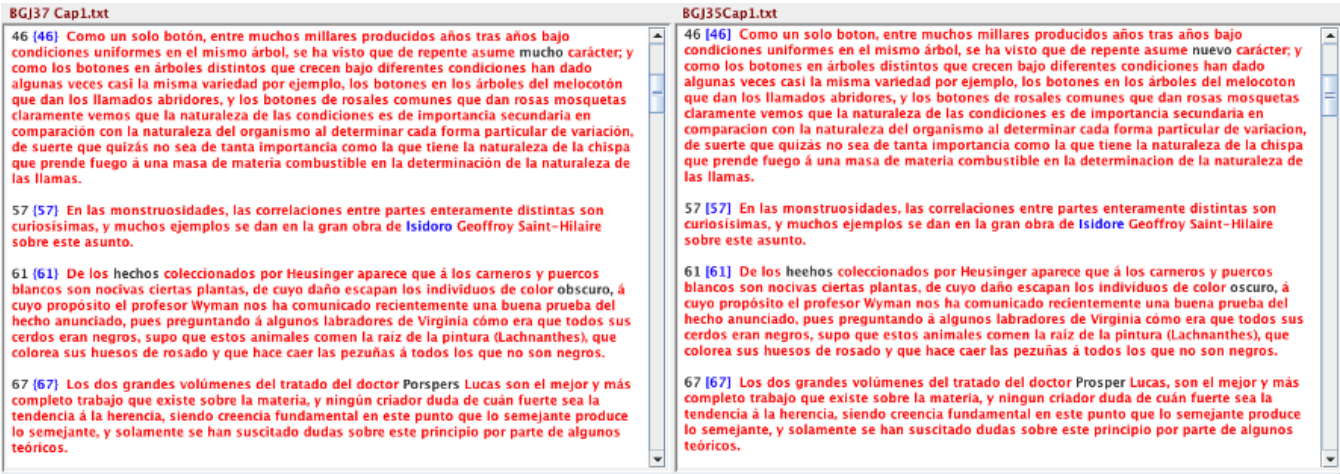 BGJ37 Cap1.txt
46 {46} Como un solo botón, entre muchos millares producidos años tras años bajo
condiciones uniformes en el mismo árbol, se ha visto que de repente asume mucho carácter; y
como los botones en árboles distintos que crecen bajo diferentes condiciones han dado
algunas veces casi la misma variedad por ejemplo, los botones en los árboles del melocotón
que dan los llamados abridores, y los botones de rosales comunes que dan rosas mosquetas
claramente vemos que la naturaleza de las condiciones es de importancia secundaria en
comparación con la naturaleza del organismo al determinar cada forma particular de variación,
de suerte que quizás no sea de tanta importancia como la que tiene la naturaleza de la chispa
que prende fuego á una masa de materia combustible en la determinación de la naturaleza de
las llamas.
57 {57} En las monstruosidades, las correlaciones entre partes enteramente distintas son
curiosísimas, y muchos ejemplos se dan en la gran obra de Isidoro Geoffroy Saint-Hilaire
sobre este asunto.
61 {61} De los hechos coleccionados por Heusinger aparece que á los carneros y puercos
blancos son nocivas ciertas plantas, de cuyo daño escapan los individuos de color obscuro, á
cuyo propósito el profesor Wyman nos ha comunicado recientemente una buena prueba del
hecho anunciado, pues preguntando á algunos labradores de Virginia cómo era que todos sus
cerdos eran negros, supo que estos animales comen la raíz de la pintura (Lachnanthes), que
colorea sus huesos de rosado y que hace caer las pezuñas á todos los que no son negros.
67 {67} Los dos grandes volúmenes del tratado del doctor Porspers Lucas son el mejor y más
completo trabajo que existe sobre la materia, y ningún criador duda de cuán fuerte sea la
tendencia á la herencia, siendo creencia fundamental en este punto que lo semejante produce
lo semejante, y solamente se han suscitado dudas sobre este principio por parte de algunos
teóricos.
BGJ35Cap1.txt
46 [46] Como un solo boton, entre muchos millares producidos años tras años bajo
condiciones uniformes en el mismo árbol, se ha visto que de repente asume nuevo carácter; y
como los botones en árboles distintos que crecen bajo diferentes condiciones han dado
algunas veces casi la misma variedad por ejemplo, los botones en los árboles del melocoton
que dan los llamados abridores, y los botones de rosales comunes que dan rosas mosquetas
claramente vemos que la naturaleza de las condiciones es de importancia secundaria en
comparacion con la naturaleza del organismo al determinar cada forma particular de variacion,
de suerte que quizás no sea de tanta importancia como la que tiene la naturaleza de la chispa
que prende fuego á una masa de materia combustible en la determinacion de la naturaleza de
las llamas.
57 [57] En las monstruosidades, las correlaciones entre partes enteramente distintas son
curiosísimas, y muchos ejemplos se dan en la gran obra de Isidoro Geoffroy Saint-Hilaire
sobre este asunto.
61 [61] De los heehos coleccionados por Heusinger aparece que á los carneros y puercos
blancos son nocivas ciertas plantas, de cuyo daño escapan los indivíduos de color oscuro, á
cuyo propósito el profesor Wyman nos ha comunicado recientemente una buena prueba del
hecho anunciado, pues preguntando á algunos labradores de Virginia cómo era que todos sus
cerdos eran negros, supo que estos animales comen la raíz de la pintura (Lachnanthes), que
colorea sus huesos de rosado y que hace caer las pezuñas á todos los que no son negros.
67 [67] Los dos grandes volúmenes del tratado del doctor Prosper Lucas, son el mejor y más
completo trabajo que existe sobre la materia, y ningun criador duda de cuán fuerte sea la
tendencia á la herencia, siendo creencia fundamental en este punto que lo semejante produce
lo semejante, y solamente se han suscitado dudas sobre este principio por parte de algunos
teóricos.